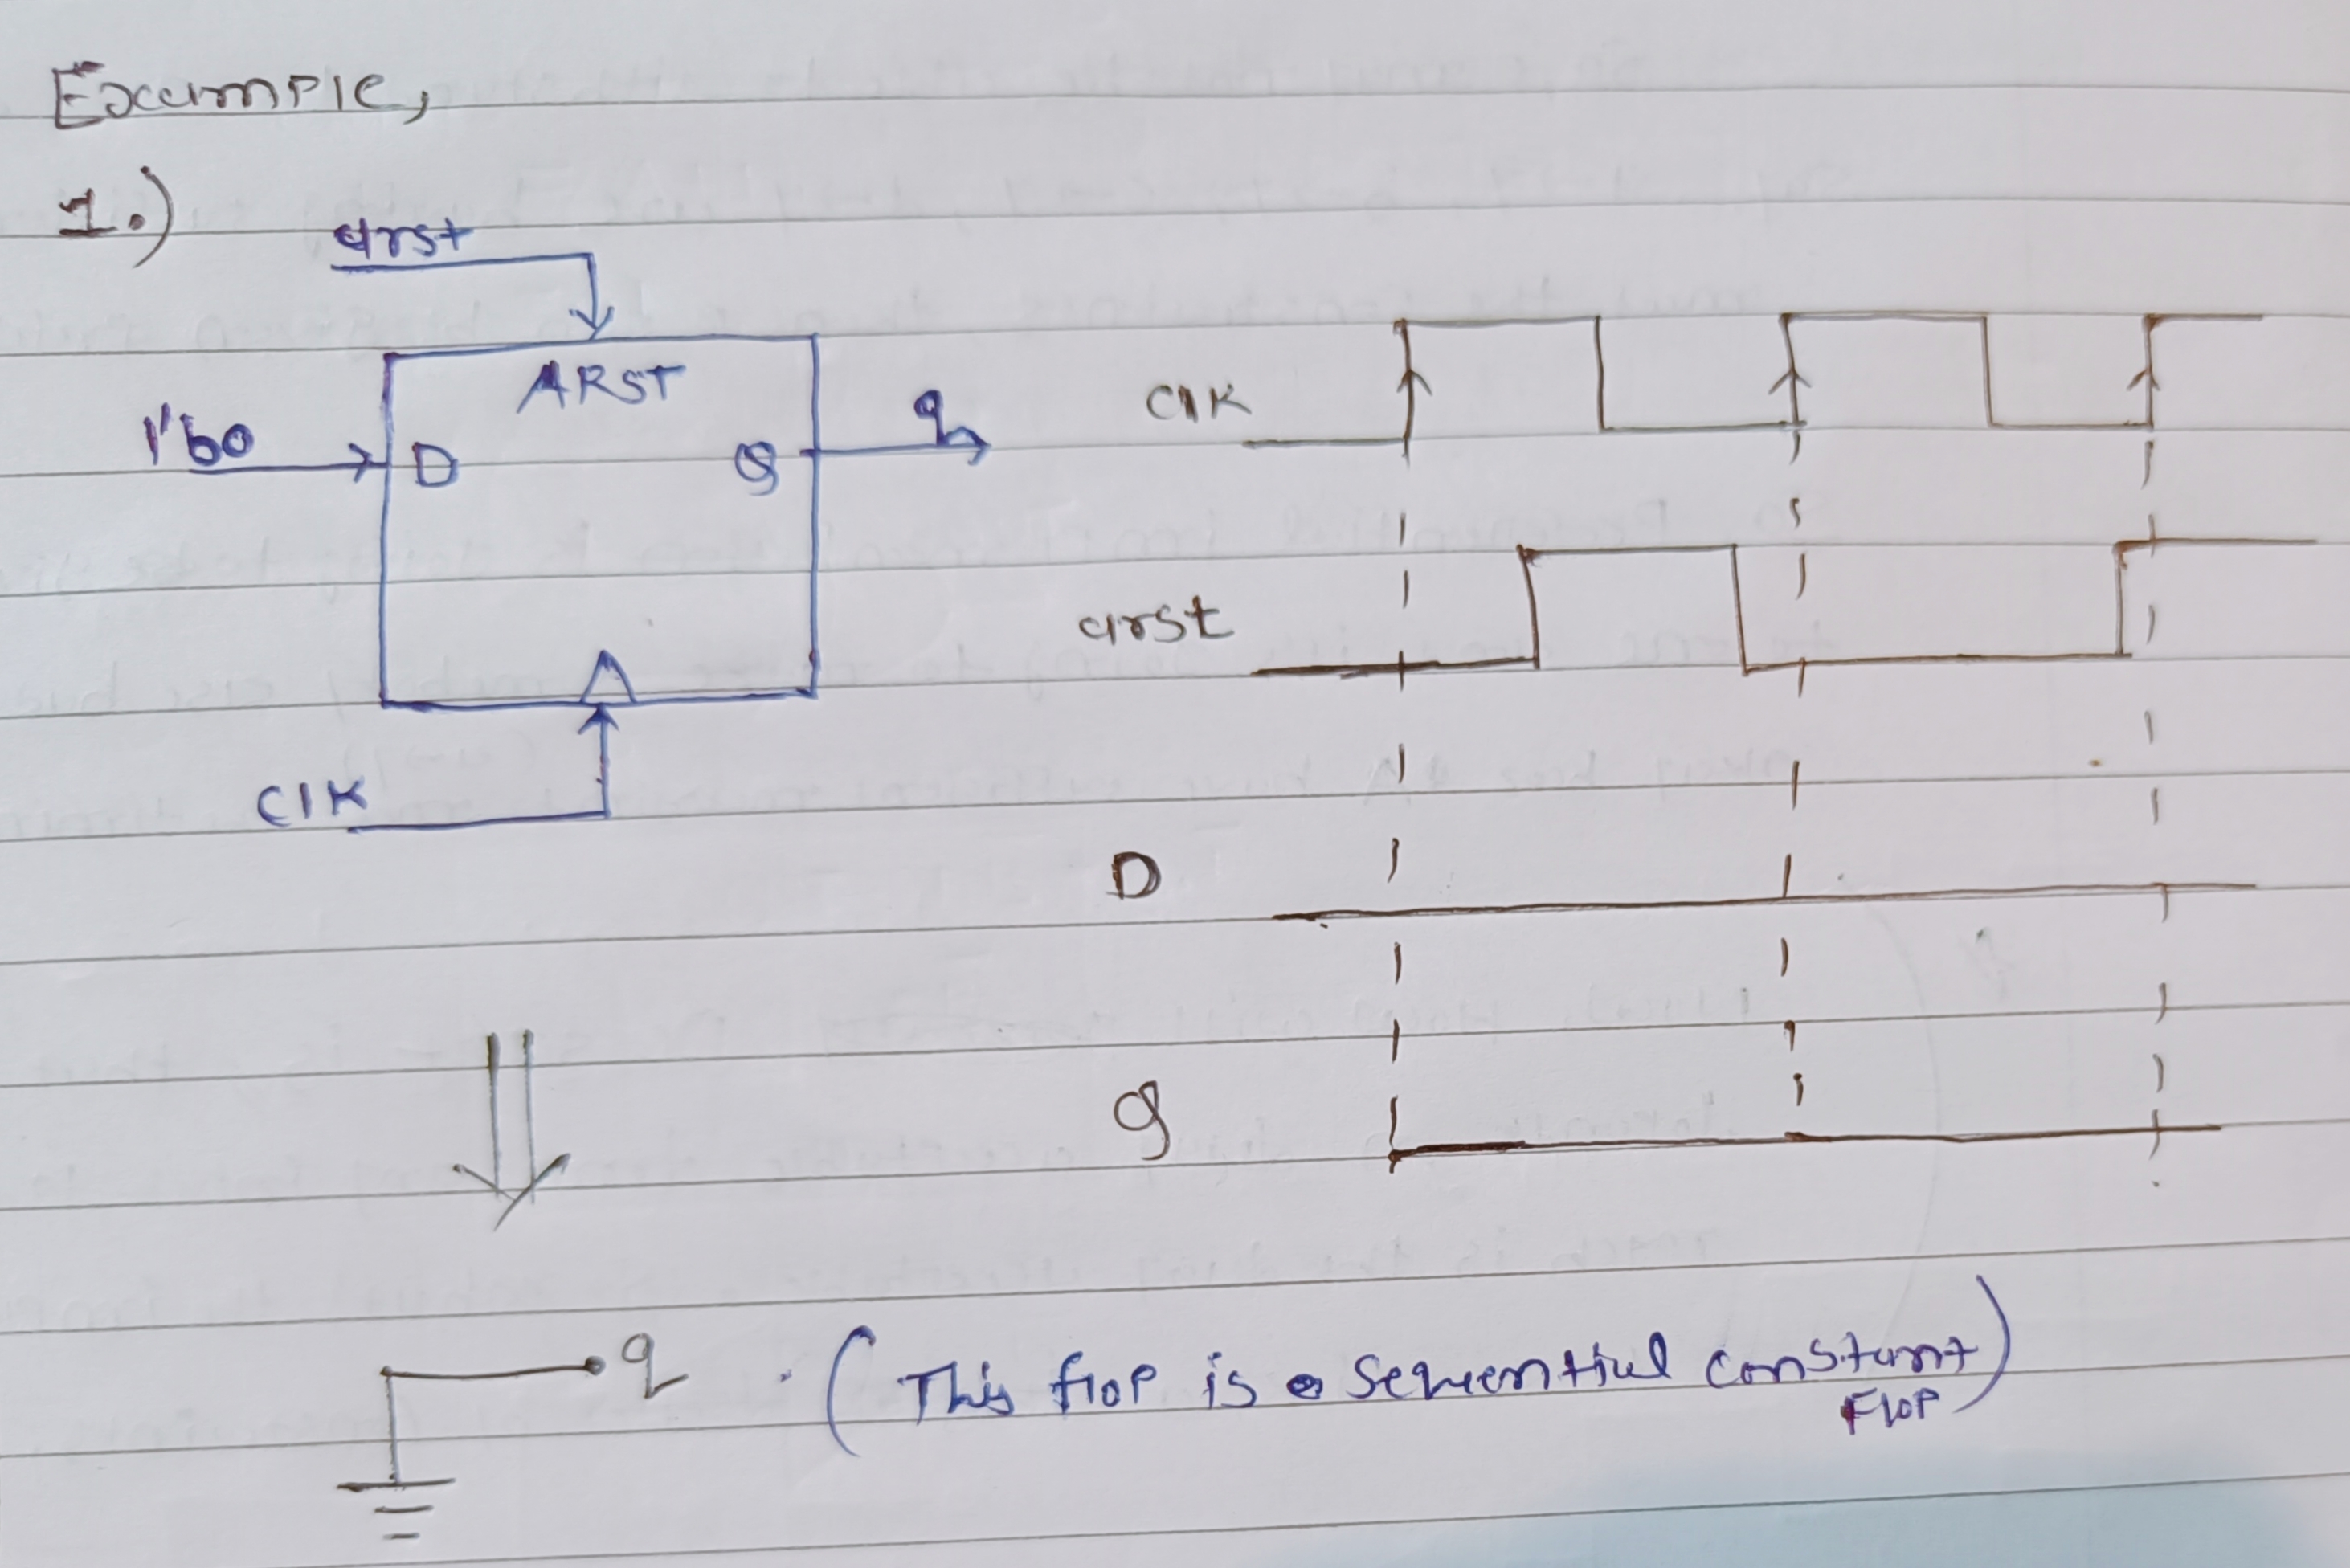 Example,
1.)
arst
ARST
1'b0
D
Q
q
clk
clk
arst
D
q
q
(This flop is a sequential constant
Flop)